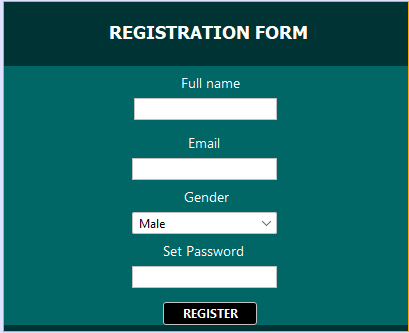 REGISTRATION FORM
Full name
Email
Gender
Male
Set Password
REGISTER